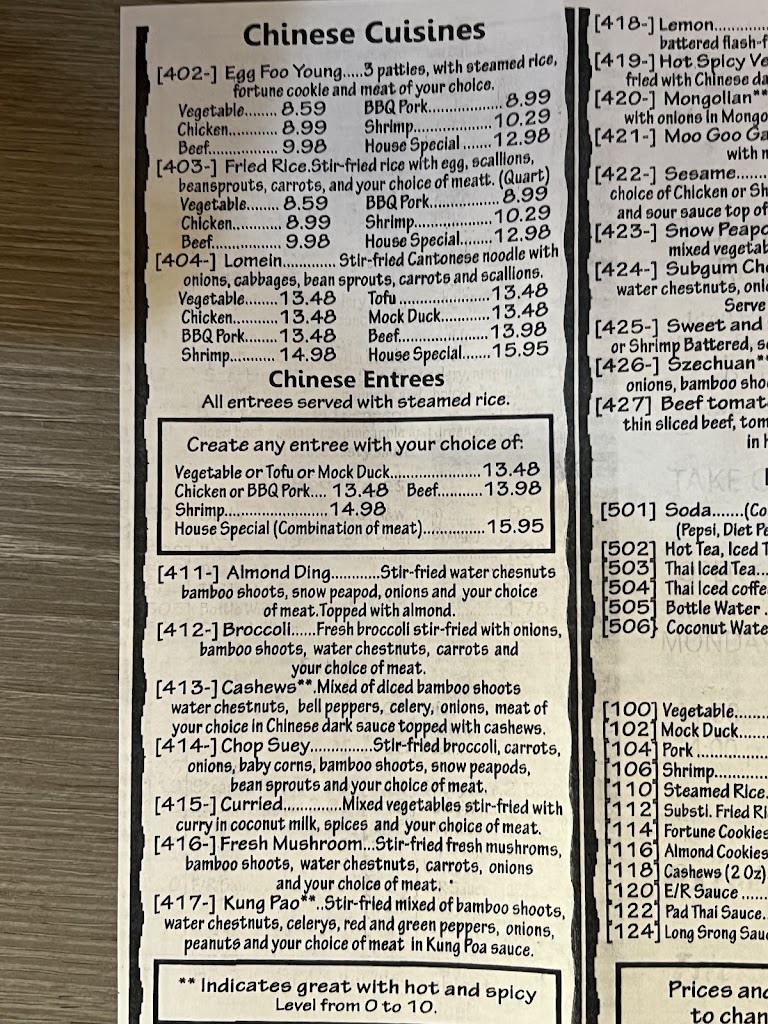 Chinese Cuisines
[402-] Egg Foo Young.....3 patties, with steamed rice,
fortune cookie and meat of your choice.
Vegetable........ 8.59 BBQ Pork.................. 8.99
Chicken........... 8.99 Shrimp................... 10.29
Beef................ 9.98 House Special ....... 12.98
[403-] Fried Rice.Stir-fried rice with egg, scallions,
beansprouts, carrots, and your choice of meatt. (Quart)
Vegetable........ 8.59 BBQ Pork.................. 8.99
Chicken........... 8.99 Shrimp................... 10.29
Beef................ 9.98 House Special........ 12.98
[404-] Lomein............. Stir-fried Cantonese noodle with
onions, cabbages, bean sprouts, carrots and scallions.
Vegetable........13.48 Tofu ......................13.48
Chicken........... 13.48 Mock Duck............13.48
BBQ Pork........ 13.48 Beef.......................13.98
Shrimp........... 14.98 House Special.......15.95
Chinese Entrees
All entrees served with steamed rice.
Create any entree with your choice of:
Vegetable or Tofu or Mock Duck......................13.48
Chicken or BBQ Pork.... 13.48 Beef...........13.98
Shrimp.........................14.98
House Special (Combination of meat)...............15.95
[411-] Almond Ding............Stir-fried water chesnuts
bamboo shoots, snow peapod, onions and your choice
of meat.Topped with almond.
[412-] Broccoli......Fresh broccoli stir-fried with onions,
bamboo shoots, water chestnuts, carrots and
your choice of meat.
[413-] Cashews**.Mixed of diced bamboo shoots
water chestnuts, bell peppers, celery, onions, meat of
your choice in Chinese dark sauce topped with cashews.
[414-] Chop Suey...............Stir-fried broccoli, carrots,
onions, baby corns, bamboo shoots, snow peapods,
bean sprouts and your choice of meat.
[415-] Curried..............Mixed vegetables stir-fried with
curry in coconut milk, spices and your choice of meat.
[416-] Fresh Mushroom...Stir-fried fresh mushroms,
bamboo shoots, water chestnuts, carrots, onions
and your choice of meat.
[417-] Kung Pao**..Stir-fried mixed of bamboo shoots,
water chestnuts, celerys, red and green peppers, onions,
peanuts and your choice of meat in Kung Poa sauce.
** Indicates great with hot and spicy
Level from 0 to 10.
[418-] Lemon............
battered flash-f
[419-] Hot Spicy Ve
fried with Chinese da
[420-] Mongolian**
with onions in Mongo
[421-] Moo Goo Ga
with m
[422-] Sesame.......
choice of Chicken or Sh
and sour sauce top of
[423-] Snow Peapo
mixed vegetab
[424-] Subgum Cho
water chestnuts, onio
Serve
[425-] Sweet and
or Shrimp Battered, s
[426-] Szechuan**
onions, bamboo shoo
[427] Beef tomat
thin sliced beef, tom
in
TAKE
[501] Soda.......(Co
(Pepsi, Diet Pe
[502] Hot Tea, Iced T
[503] Thai Iced Tea...
[504] Thai Iced coffe
[505] Bottle Water .
[506} Coconut Wate
MONDAY
[100] Vegetable........
[102] Mock Duck.......
[104] Pork ................
[106] Shrimp............
[110] Steamed Rice.
[112] Substi. Fried Ri
[114] Fortune Cookies
[116] Almond Cookies
[118] Cashews (2 Oz)
[120] E/R Sauce ......
[122] Pad Thai Sauce..
[124] Long Srong Sauc
Prices and
to chan